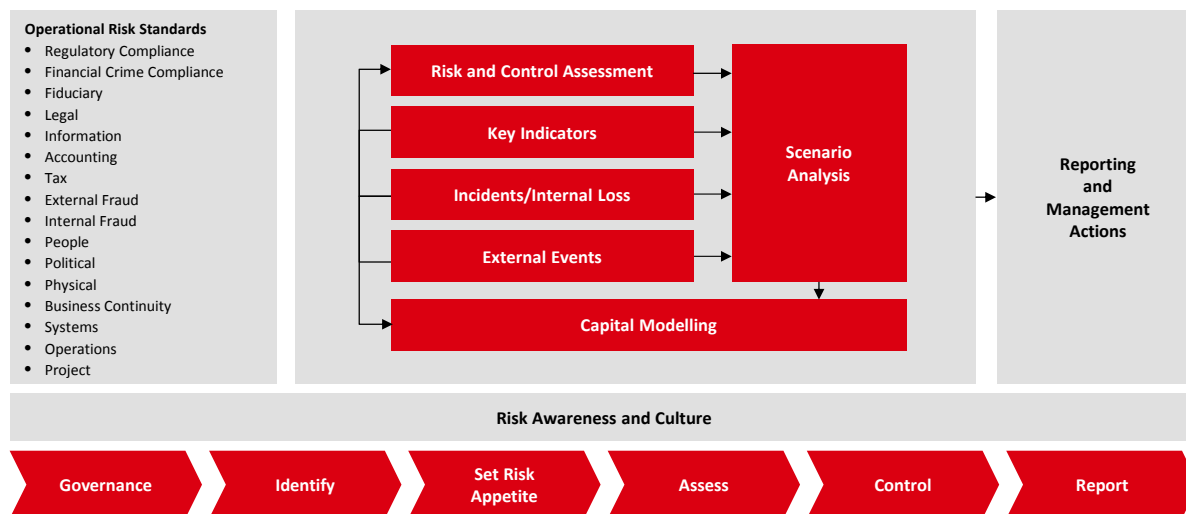 Operational Risk Standards
• Regulatory Compliance
• Financial Crime Compliance
• Fiduciary
• Legal
• Information
• Accounting
• Tax
• External Fraud
• Internal Fraud
• People
• Political
• Physical
• Business Continuity
• Systems
• Operations
• Project
Risk and Control Assessment
Key Indicators
Incidents/Internal Loss
External Events
Scenario
Analysis
Capital Modelling
Reporting
and
Management
Actions
Risk Awareness and Culture
Governance
Identify
Set Risk
Appetite
Assess
Control
Report